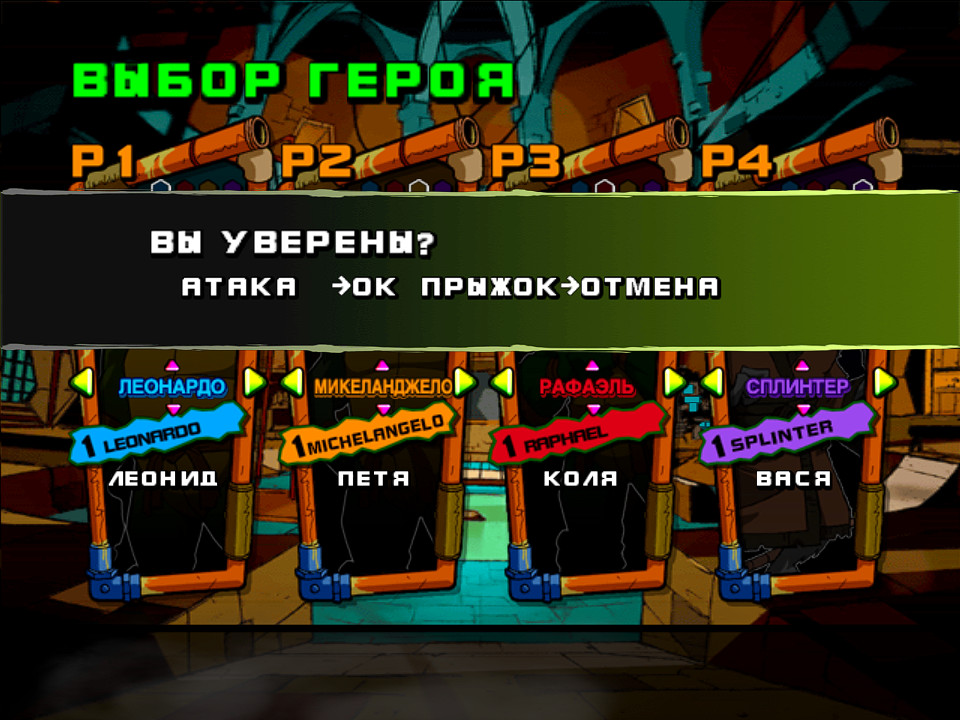 ВЫБОР ГЕРОЯ
P1 P2 P3 P4
ВЫ УВЕРЕНЫ?
АТАКА →ОК ПРЫЖОК→ОТМЕНА
ЛЕОНАРДО МИКЕЛАНДЖЕЛО РАФАЭЛЬ СПЛИНТЕР
1 LEONARDO 1 MICHELANGELO 1 RAPHAEL 1 SPLINTER
ЛЕОНИД ПЕТЯ КОЛЯ ВАСЯ